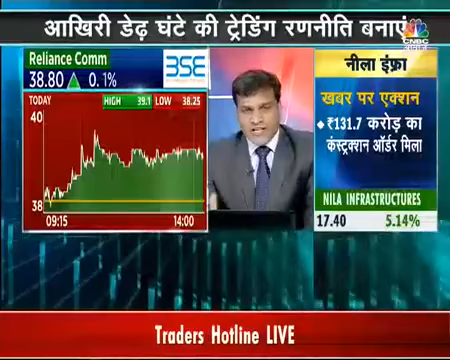 आखिरी डेढ़ घंटे की ट्रेडिंग रणनीति बनाएं
CNBC
आवाज़
Reliance Comm
38.80 ▲ 0.1%
BSE
TODAY
HIGH 39.1 LOW 38.25
40
38
09:15
14:00
नीला इंफ्रा
खबर पर एक्शन
₹131.7 करोड़ का
कंस्ट्रक्शन ऑर्डर मिला
NILA INFRASTRUCTURES
17.40 5.14%
Traders Hotline LIVE